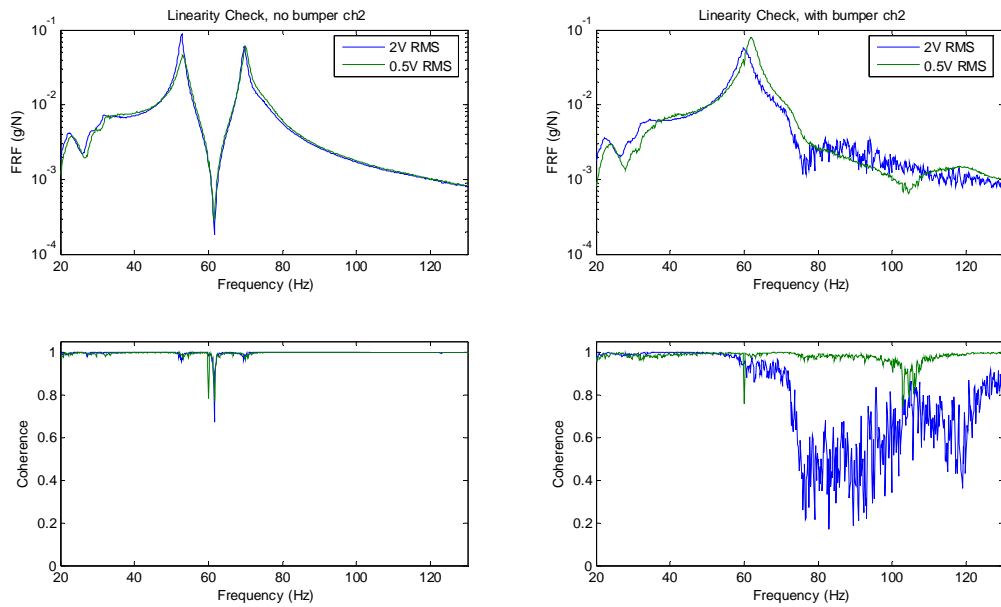 Linearity Check, no bumper ch2
10^-1
10^-2
10^-3
10^-4
FRF (g/N)
2V RMS
0.5V RMS
20 40 60 80 100 120
Frequency (Hz)
Linearity Check, with bumper ch2
10^-1
10^-2
10^-3
10^-4
FRF (g/N)
2V RMS
0.5V RMS
20 40 60 80 100 120
Frequency (Hz)
1
0.8
0.6
0.4
0.2
0
Coherence
20 40 60 80 100 120
Frequency (Hz)
1
0.8
0.6
0.4
0.2
0
Coherence
20 40 60 80 100 120
Frequency (Hz)